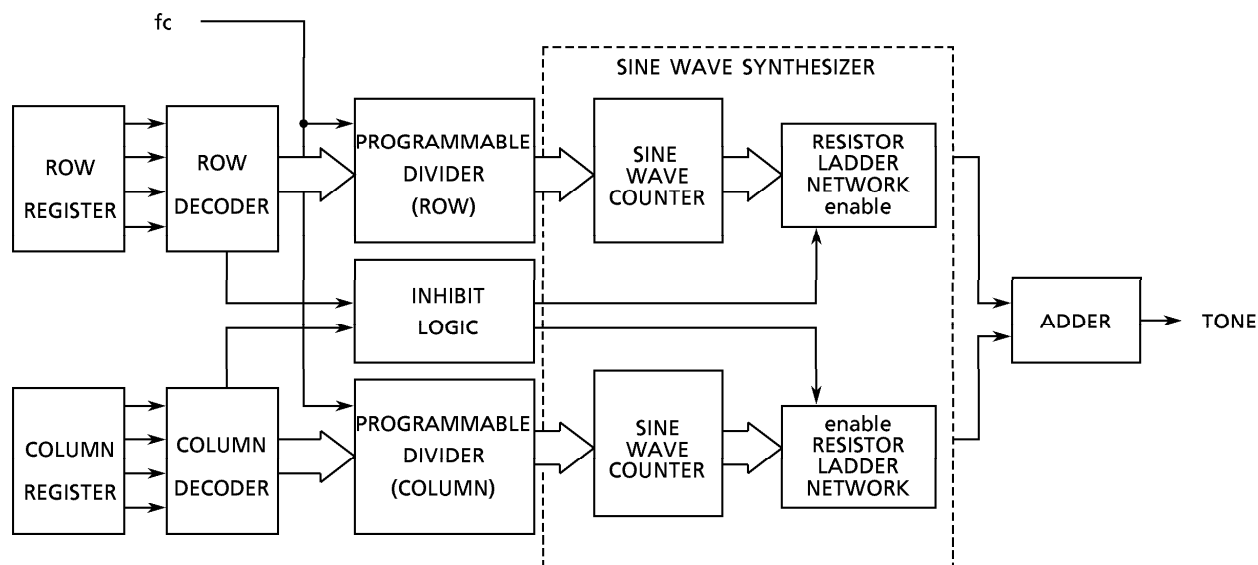 fc
SINE WAVE SYNTHESIZER
ROW
REGISTER
ROW
DECODER
PROGRAMMABLE
DIVIDER
(ROW)
SINE
WAVE
COUNTER
RESISTOR
LADDER
NETWORK
enable
INHIBIT
LOGIC
ADDER
TONE
COLUMN
REGISTER
COLUMN
DECODER
PROGRAMMABLE
DIVIDER
(COLUMN)
SINE
WAVE
COUNTER
enable
RESISTOR
LADDER
NETWORK